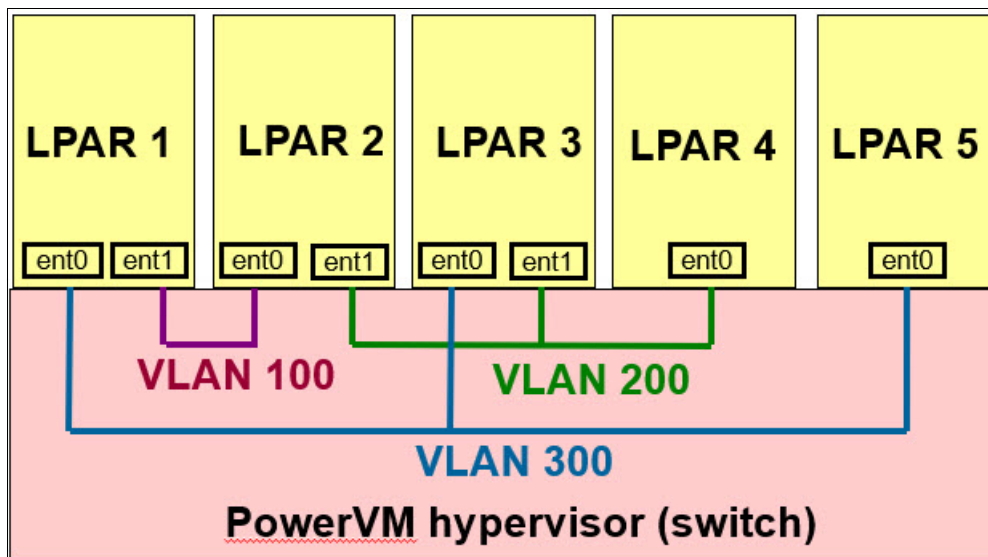 LPAR 1
LPAR 2
LPAR 3
LPAR 4
LPAR 5
ent0
ent1
ent0
ent1
ent0
ent1
ent0
ent0
VLAN 100
VLAN 200
VLAN 300
PowerVM hypervisor (switch)